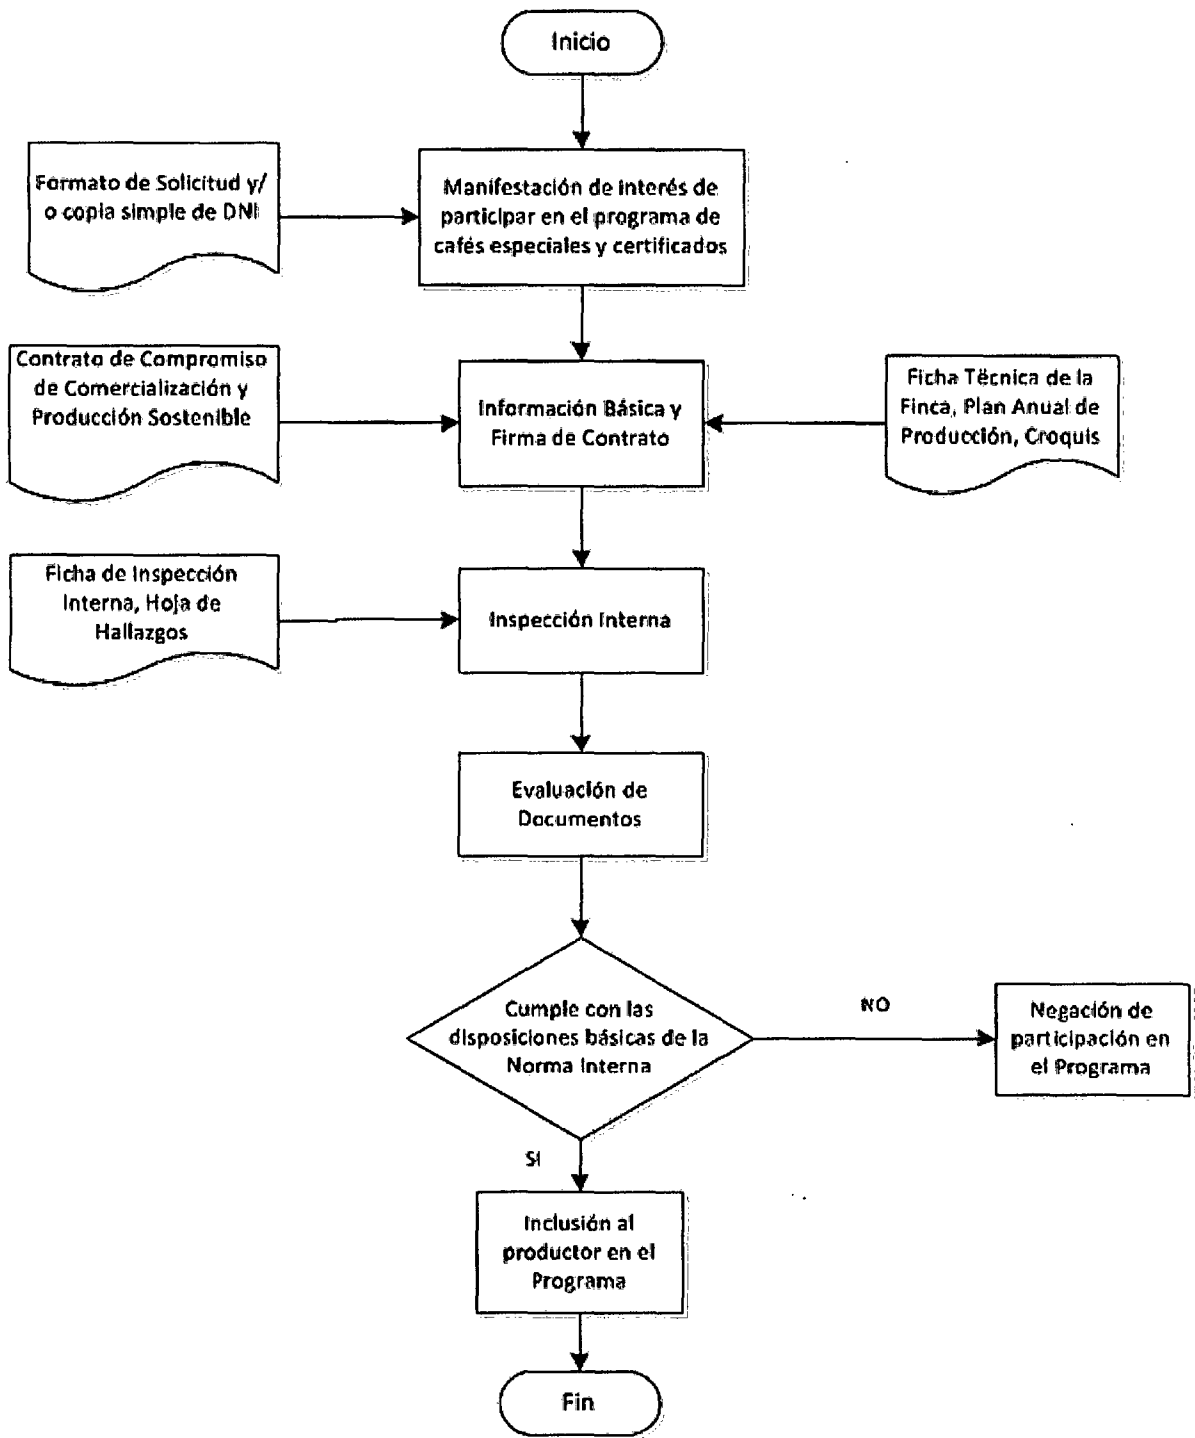 Inicio
Formato de Solicitud y/
o copia simple de DNI
Manifestación de interés de
participar en el programa de
cafés especiales y certificados
Contrato de Compromiso
de Comercialización y
Producción Sostenible
Información Básica y
Firma de Contrato
Ficha Tëcnica de la
Finca, Plan Anual de
Producción, Croquis
Ficha de Inspección
Interna, Hoja de
Hallazgos
Inspección Interna
Evaluación de
Documentos
Cumple con las
disposiciones básicas de la
Norma Interna
NO
Negación de
participación en
el Programa
SI
Inclusión al
productor en el
Programa
Fin